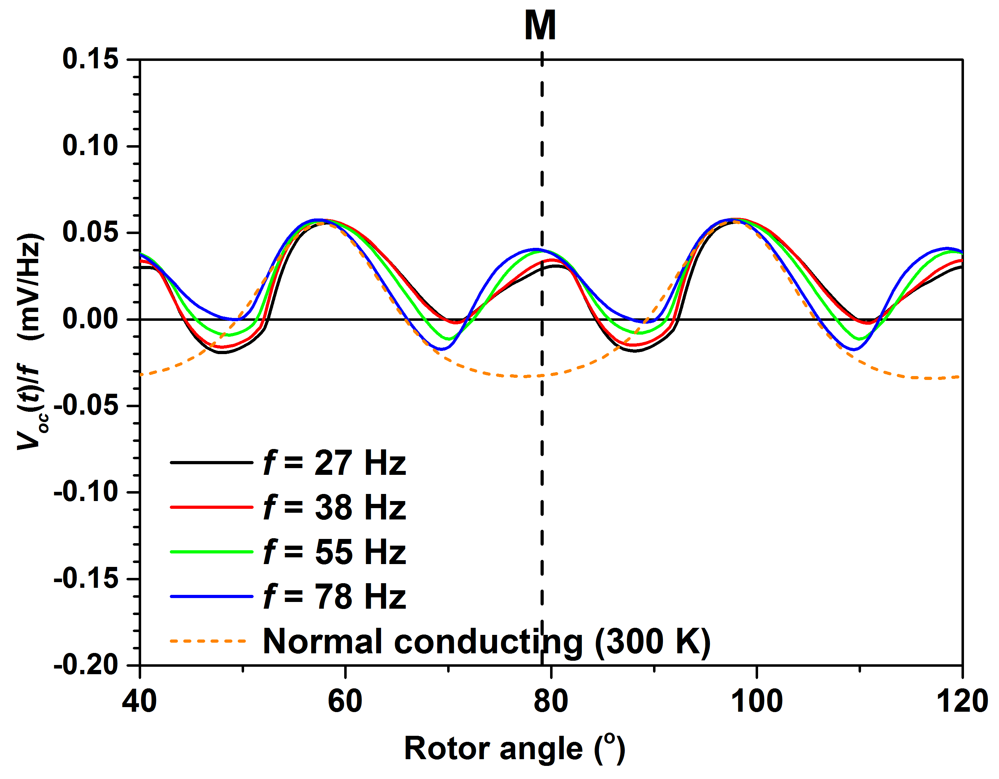 M
0.15
0.10
0.05
0.00
-0.05
-0.10
-0.15
-0.20
Voc(t)/f (mV/Hz)
f = 27 Hz
f = 38 Hz
f = 55 Hz
f = 78 Hz
Normal conducting (300 K)
40 60 80 100 120
Rotor angle (º)